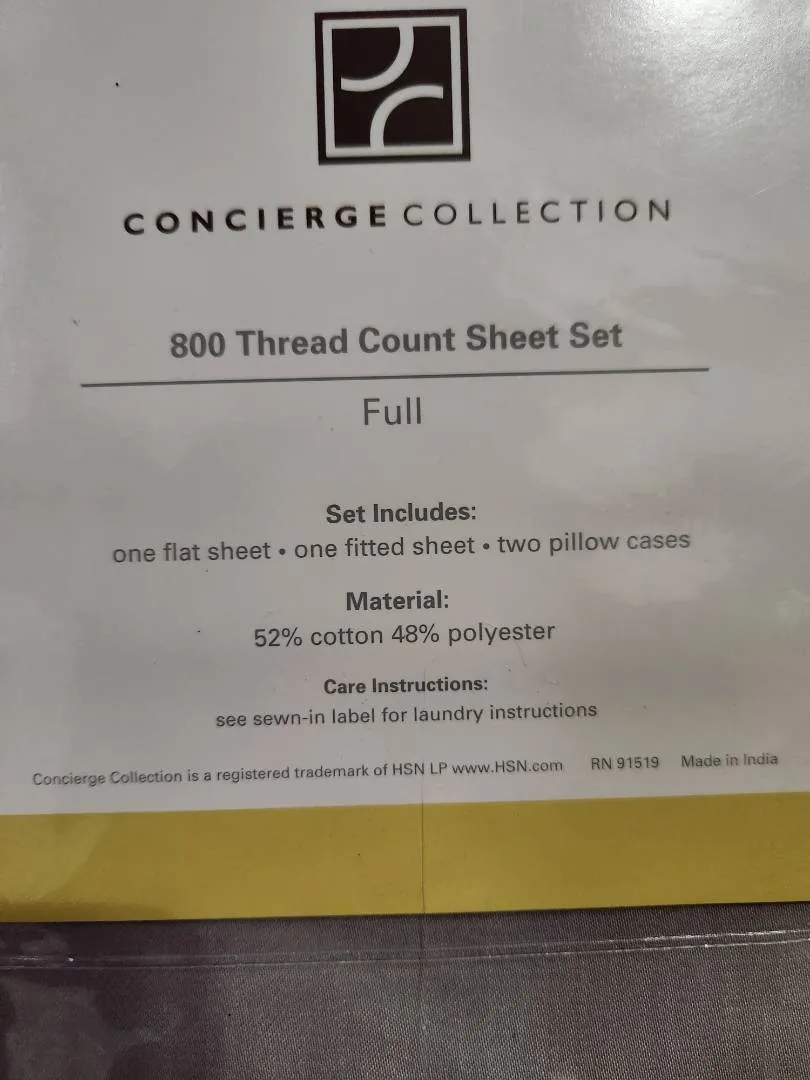 CONCIERGE COLLECTION
800 Thread Count Sheet Set
Full
Set Includes:
one flat sheet • one fitted sheet • two pillow cases
Material:
52% cotton 48% polyester
Care Instructions:
see sewn-in label for laundry instructions
Concierge Collection is a registered trademark of HSN LP www.HSN.com RN 91519 Made in India